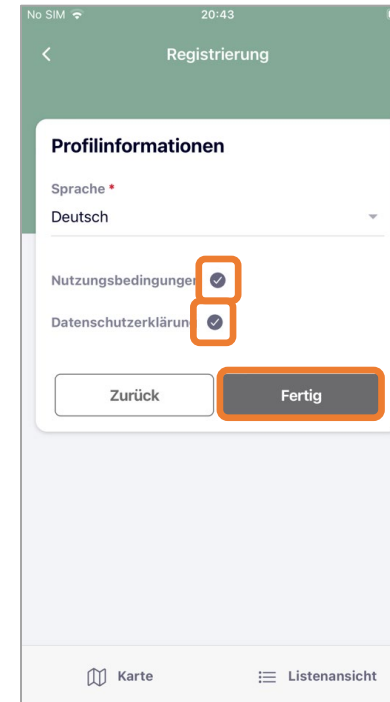 No SIM 20:43
Registrierung
Profilinformationen
Sprache *
Deutsch
Nutzungsbedingungen
Datenschutzerklärung
Zurück Fertig
Karte Listenansicht